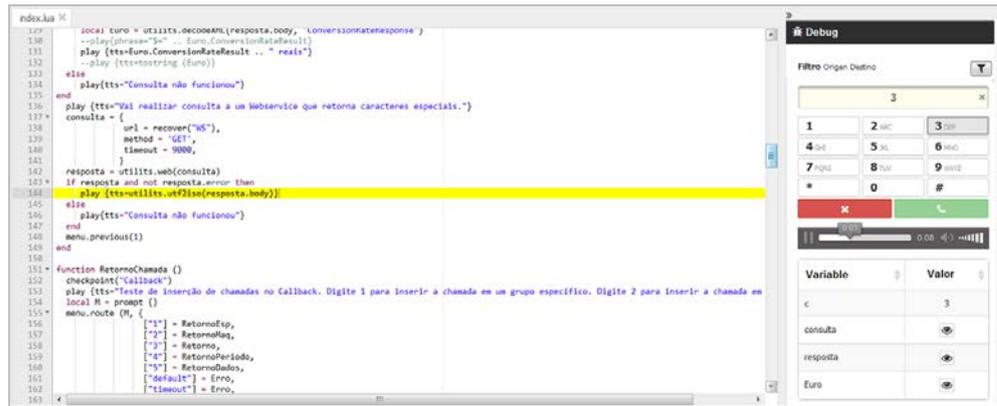 index.lua
129 local Euro = utilits.decodeXML(resposta.body, "ConversionRateResponse")
130 --play{phrase="$=" .. Euro.ConversionRateResult}
131 play {tts=Euro.ConversionRateResult .. " reais"}
132 --play {tts=tostring (Euro)}
133 else
134 play{tts="Consulta não funcionou"}
135 end
136 play {tts="Vai realizar consulta a um Webservice que retorna caracteres especiais."}
137 consulta = {
138 url = recover("WS"),
139 method = 'GET',
140 timeout = 9000,
141 }
142 resposta = utilits.web(consulta)
143 if resposta and not resposta.error then
144 play {tts=utilits.utf2iso(resposta.body)}
145 else
146 play{tts="Consulta não funcionou"}
147 end
148 menu.previous(1)
149 end
150
151 function RetornoChamada ()
152 checkpoint("Callback")
153 play {tts="Teste de inserção de chamadas no Callback. Digite 1 para inserir a chamada em um grupo específico. Digite 2 para inserir a chamada em
154 local M = prompt ()
155 menu.route (M, {
156 ["1"] = RetornoEsp,
157 ["2"] = RetornoMaq,
158 ["3"] = Retorno,
159 ["4"] = RetornoPeriodo,
160 ["5"] = RetornoDados,
161 ["default"] = Erro,
162 ["timeout"] = Erro,
163
Debug
Filtro Origen Destino
3
1 2 ABC 3 DEF
4 GHI 5 JKL 6 MNO
7 PQRS 8 TUV 9 WXYZ
* 0 #
0:03
0:08
Variable Valor
c 3
consulta
resposta
Euro